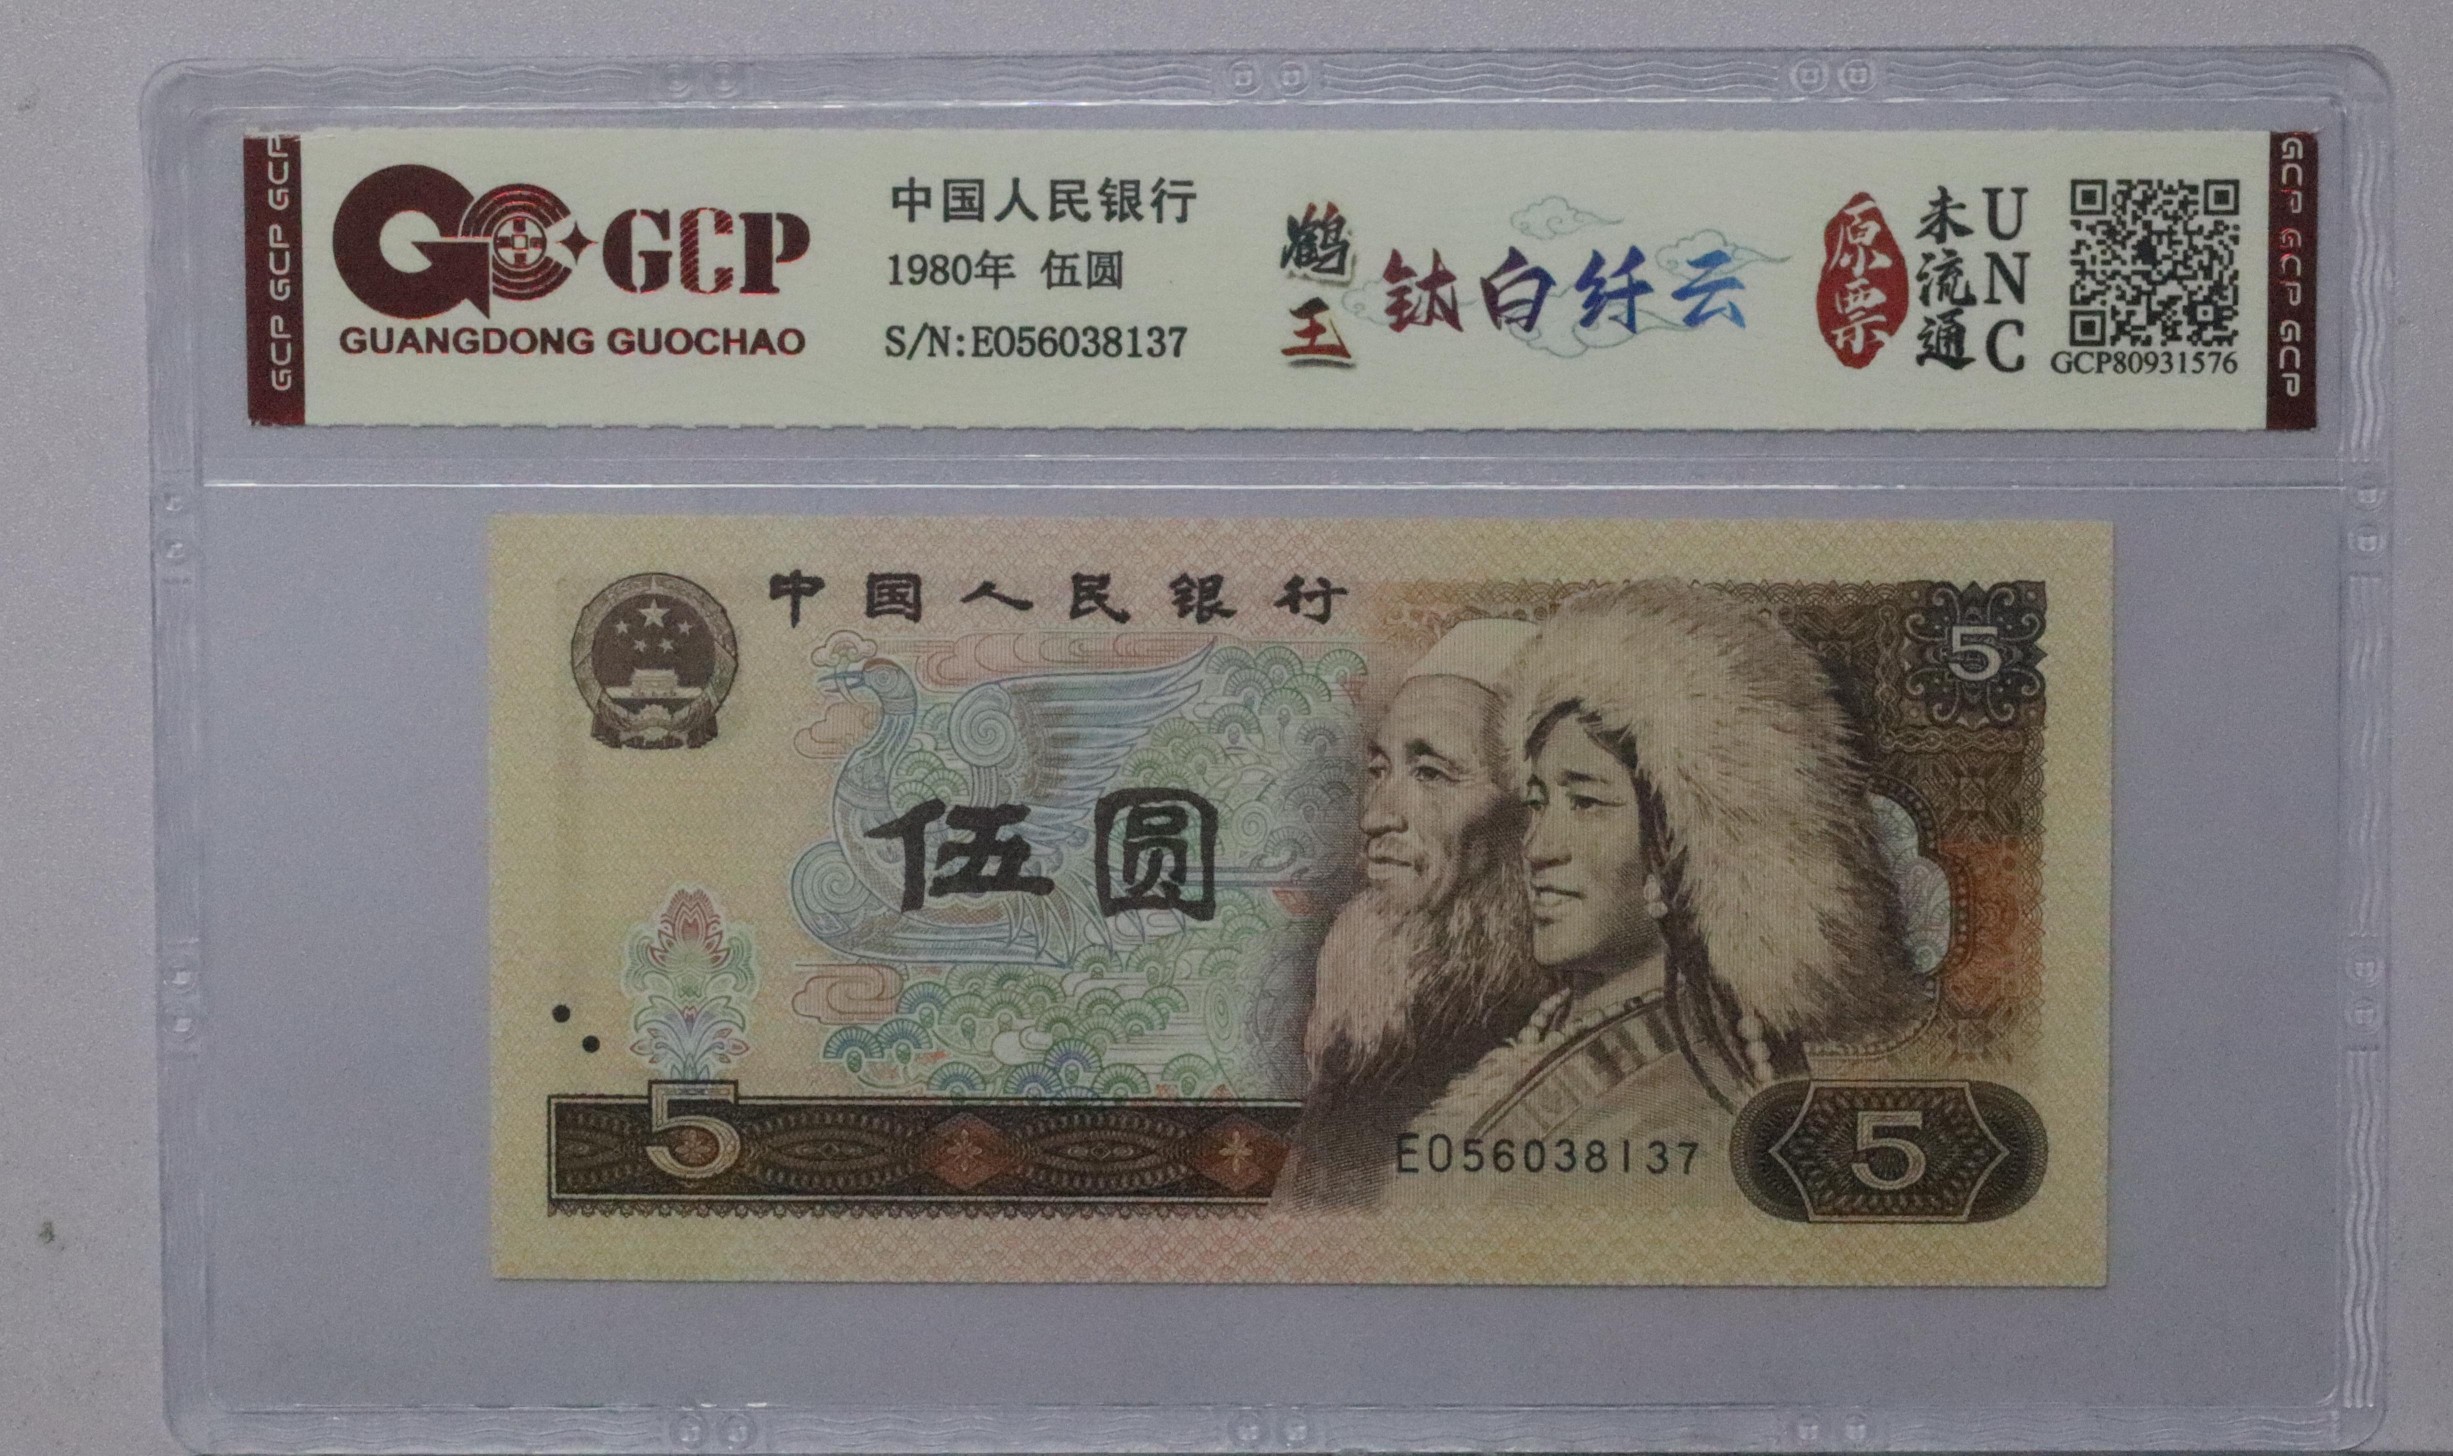 GCP GCP GCP
GCP
GUANGDONG GUOCHAO
中国人民银行
1980年 伍圆
S/N:EO56038137
鹤王
钛白纤云
原票
未流通
UNC
GCP80931576
GCP GCP GCP
中国人民银行
5
伍圆
5
EO56038137
5